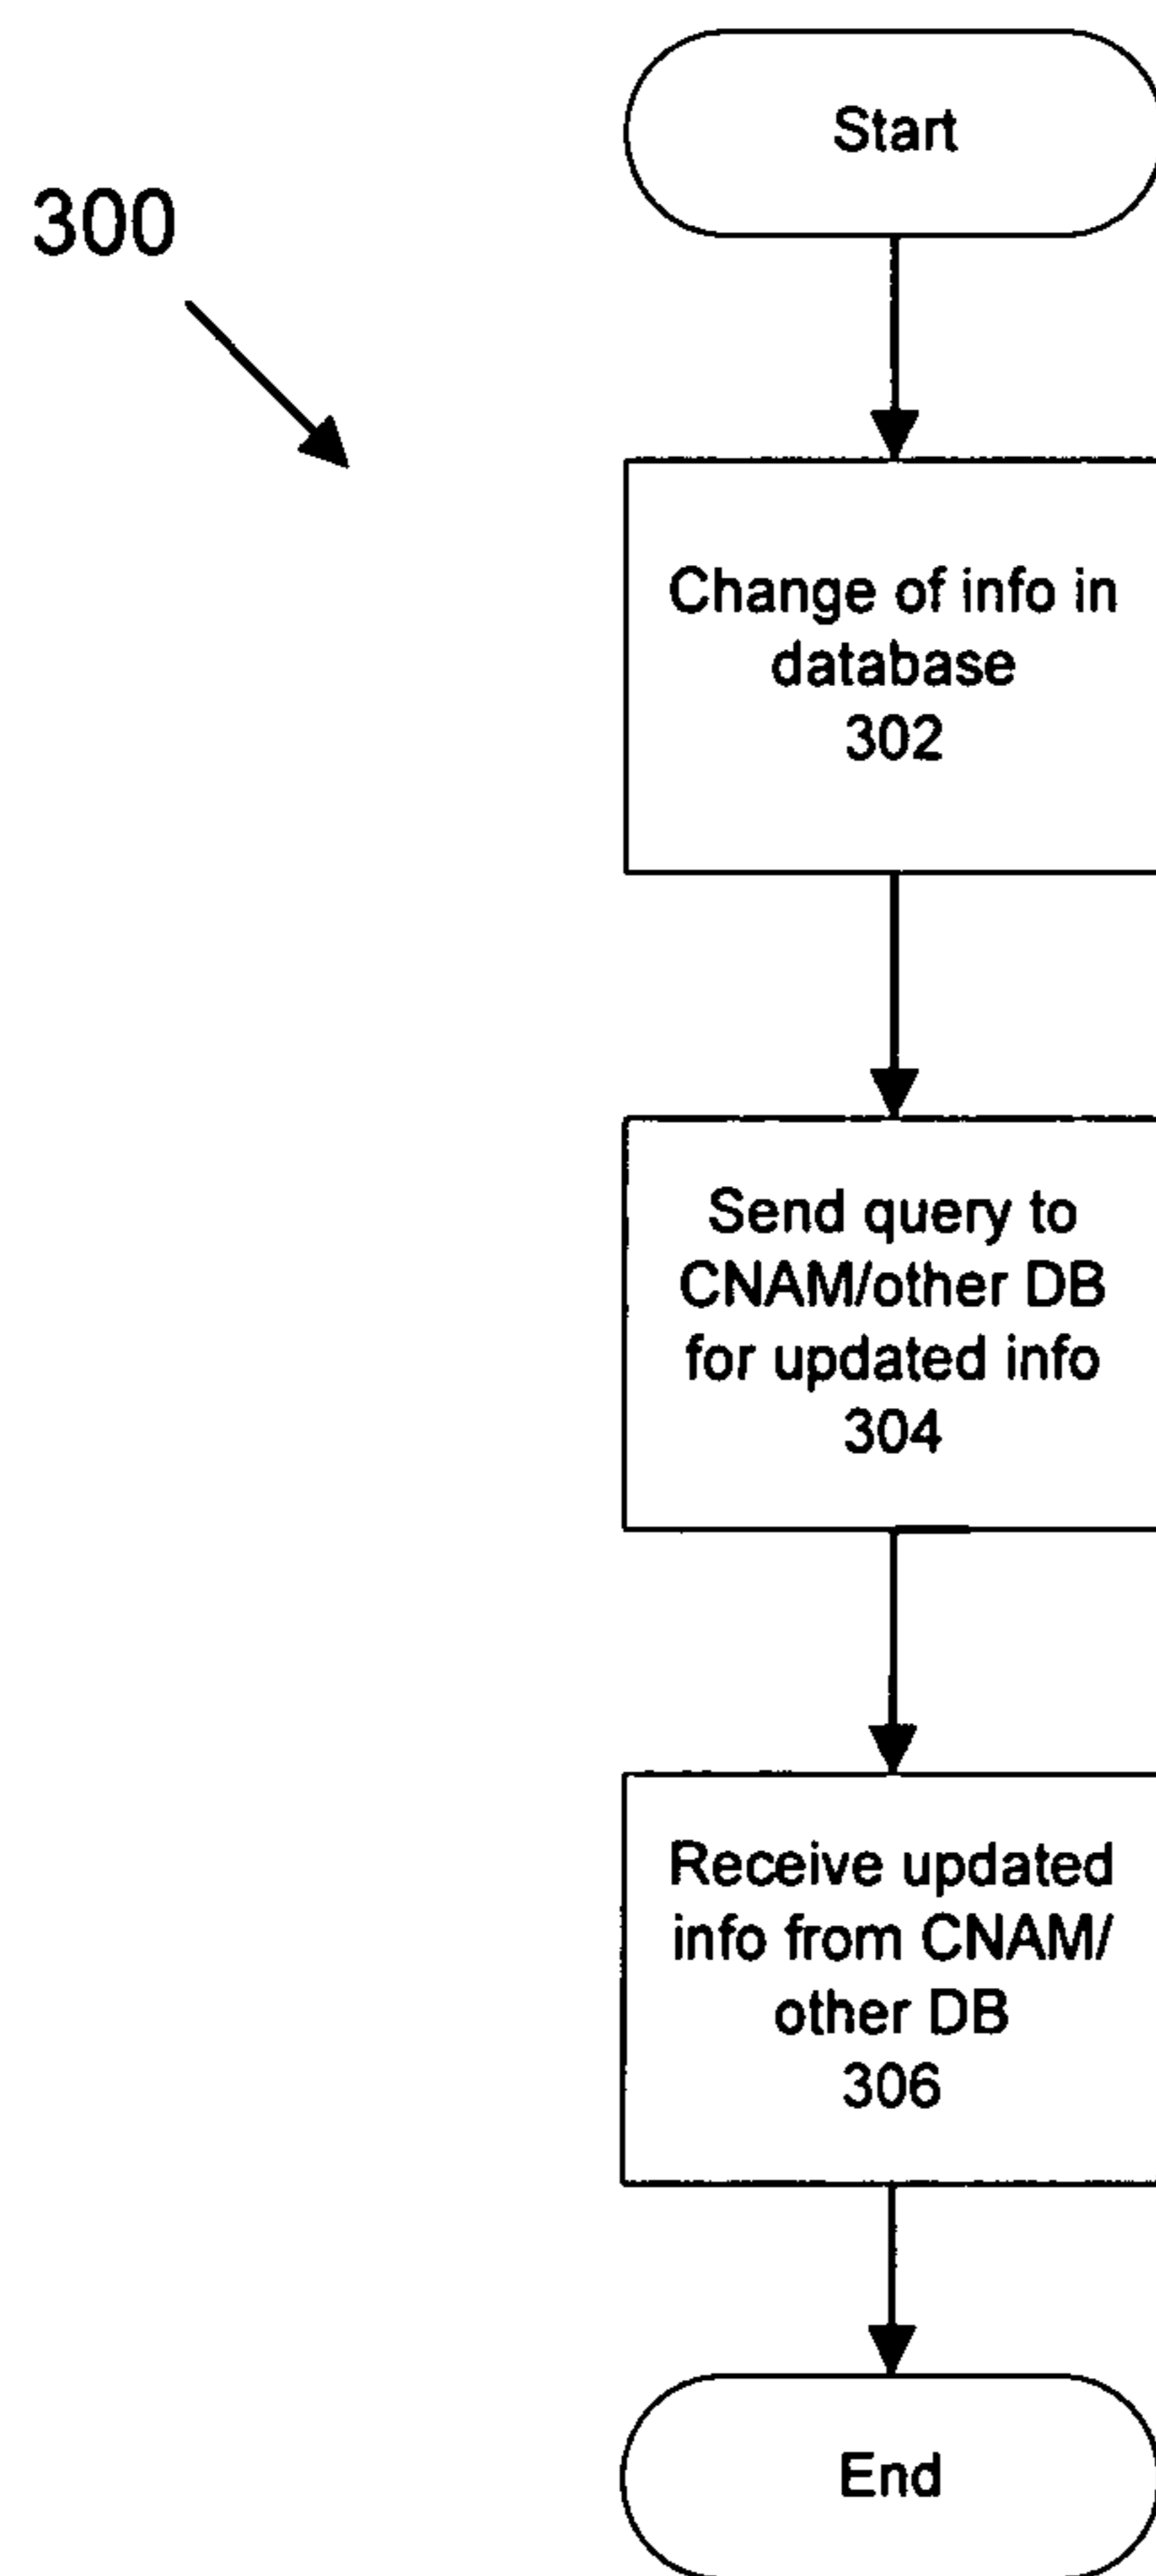 Start
300
Change of info in
database
302
Send query to
CNAM/other DB
for updated info
304
Receive updated
info from CNAM/
other DB
306
End